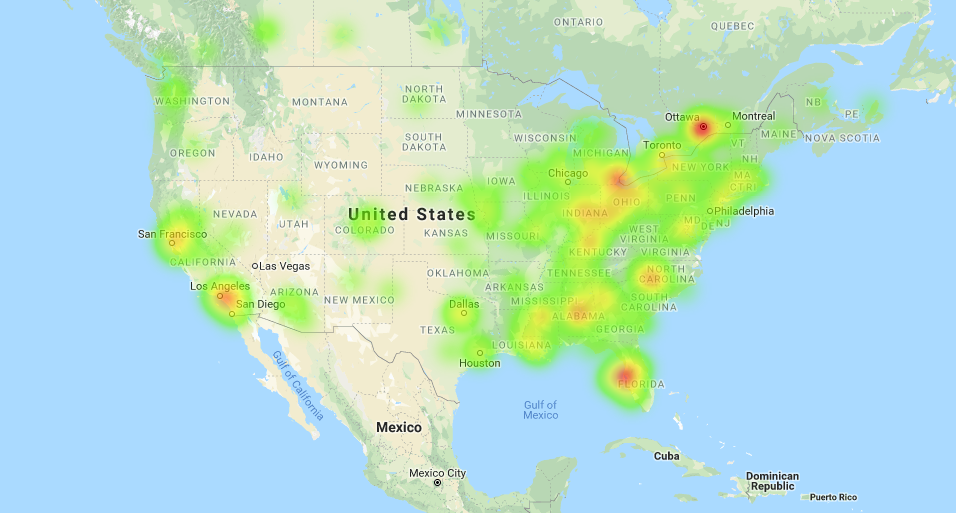 ONTARIO
QUEBEC
WASHINGTON
MONTANA
NORTH
DAKOTA
MINNESOTA
NB
PE
Ottawa
Montreal
MAINE
NOVA SCOTIA
OREGON
IDAHO
SOUTH
DAKOTA
WISCONSIN
MICHIGAN
Toronto
VT
NH
WYOMING
Chicago
NEW YORK
MA
CT RI
NEBRASKA
IOWA
ILLINOIS
INDIANA
OHIO
PENN
NEVADA
UTAH
United States
COLORADO
KANSAS
MISSOURI
WEST
VIRGINIA
MD
DE
NJ
Philadelphia
San Francisco
CALIFORNIA
Las Vegas
KENTUCKY
VIRGINIA
OKLAHOMA
TENNESSEE
NORTH
CAROLINA
Los Angeles
ARIZONA
NEW MEXICO
ARKANSAS
San Diego
Dallas
MISSISSIPPI
SOUTH
CAROLINA
ALABAMA
TEXAS
GEORGIA
LOUISIANA
Houston
Gulf of California
FLORIDA
Gulf of
Mexico
Mexico
Cuba
Mexico City
Dominican
Republic
Puerto Rico